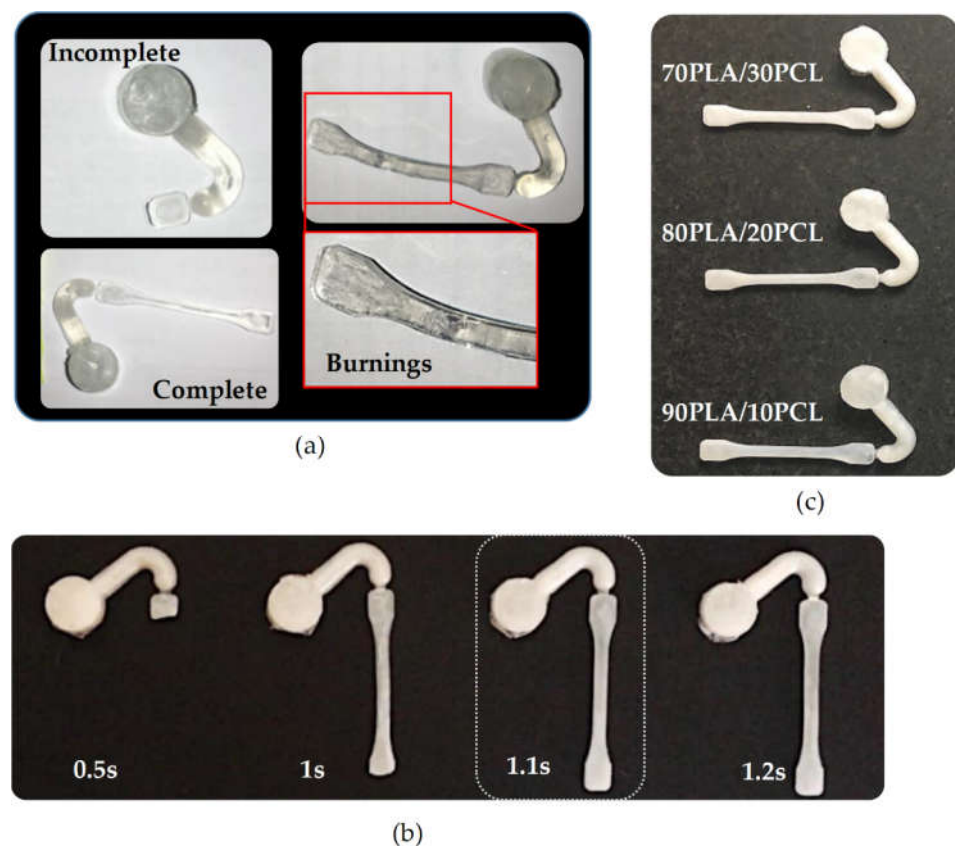 Incomplete
Complete
Burnings
(a)
70PLA/30PCL
80PLA/20PCL
90PLA/10PCL
(c)
0.5s
1s
1.1s
1.2s
(b)